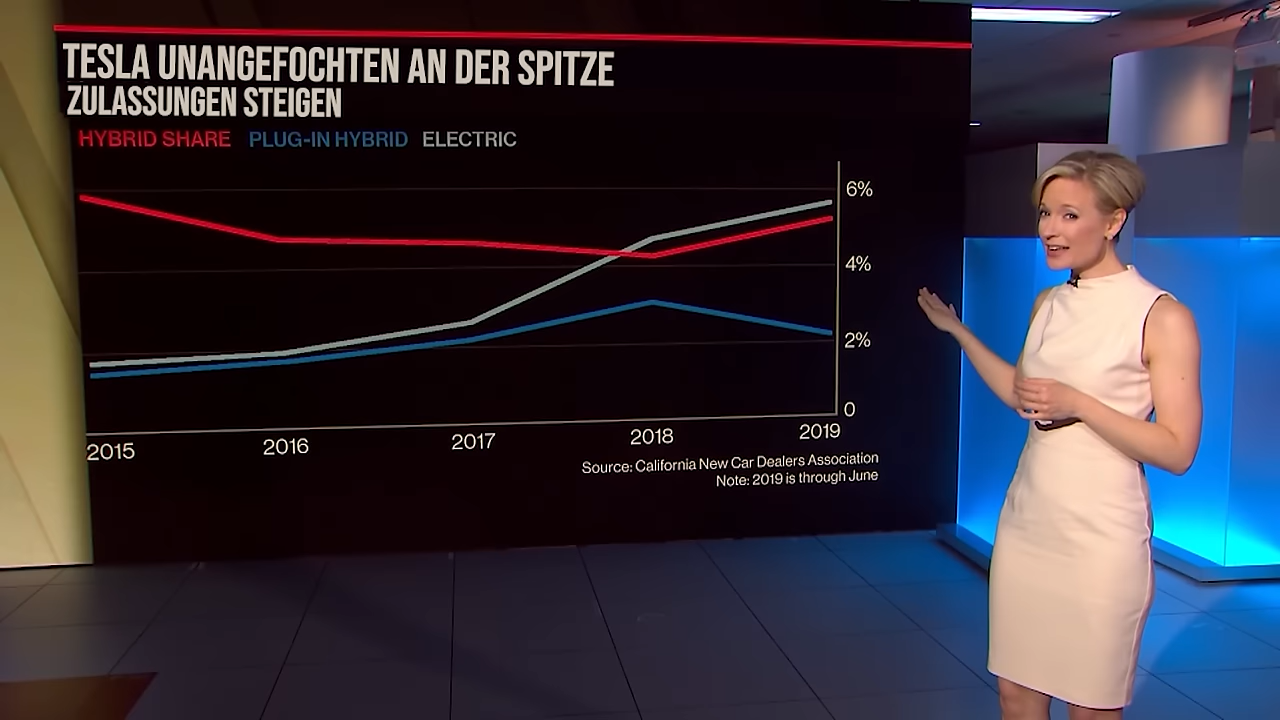 TESLA UNANGEFOCHTEN AN DER SPITZE
ZULASSUNGEN STEIGEN
HYBRID SHARE PLUG-IN HYBRID ELECTRIC
6%
4%
2%
0
2015 2016 2017 2018 2019
Source: California New Car Dealers Association
Note: 2019 is through June